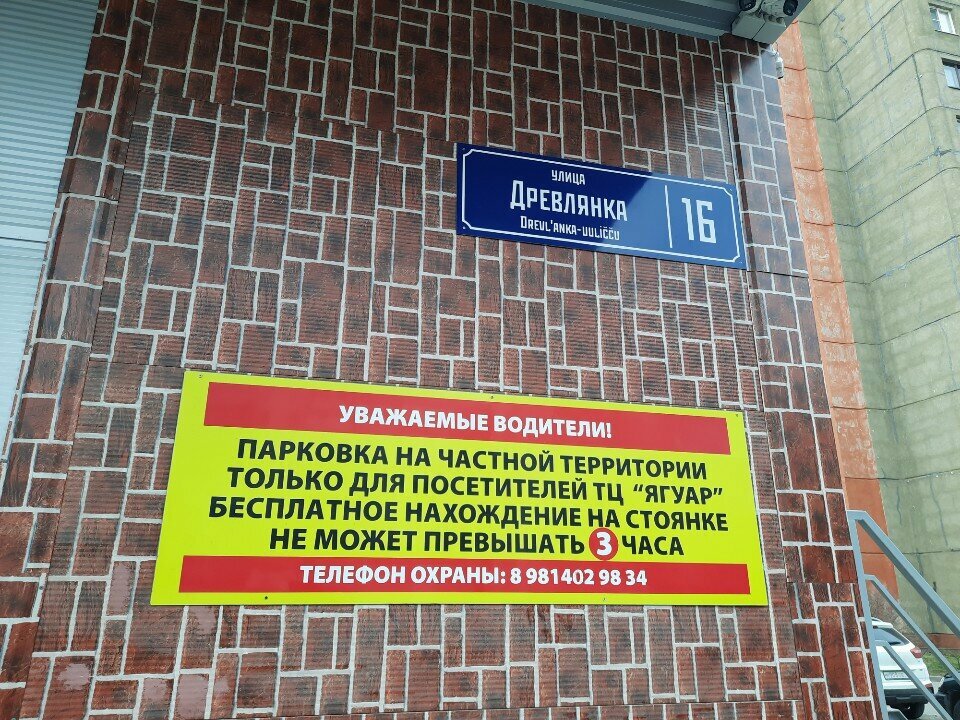 УЛИЦА
ДРЕВЛЯНКА
DREVL'ANKA-UULIČČU
16
УВАЖАЕМЫЕ ВОДИТЕЛИ!
ПАРКОВКА НА ЧАСТНОЙ ТЕРРИТОРИИ
ТОЛЬКО ДЛЯ ПОСЕТИТЕЛЕЙ ТЦ "ЯГУАР"
БЕСПЛАТНОЕ НАХОЖДЕНИЕ НА СТОЯНКЕ
НЕ МОЖЕТ ПРЕВЫШАТЬ 3 ЧАСА
ТЕЛЕФОН ОХРАНЫ: 8 981402 98 34